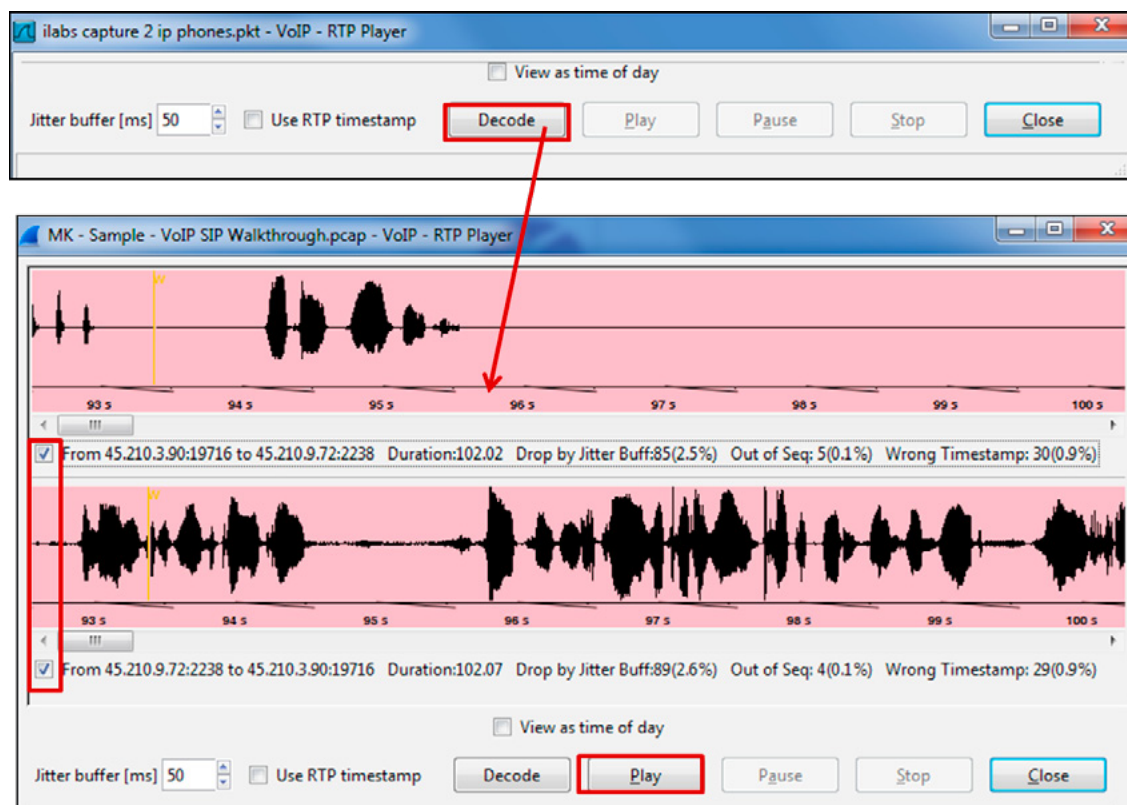 ilabs capture 2 ip phones.pkt - VoIP - RTP Player
View as time of day
Jitter buffer [ms] 50 Use RTP timestamp Decode Play Pause Stop Close
MK - Sample - VoIP SIP Walkthrough.pcap - VoIP - RTP Player
W
93 s 94 s 95 s 96 s 97 s 98 s 99 s 100 s
From 45.210.3.90:19716 to 45.210.9.72:2238 Duration:102.02 Drop by Jitter Buff:85(2.5%) Out of Seq: 5(0.1%) Wrong Timestamp: 30(0.9%)
W
93 s 94 s 95 s 96 s 97 s 98 s 99 s 100 s
From 45.210.9.72:2238 to 45.210.3.90:19716 Duration:102.07 Drop by Jitter Buff:89(2.6%) Out of Seq: 4(0.1%) Wrong Timestamp: 29(0.9%)
View as time of day
Jitter buffer [ms] 50 Use RTP timestamp Decode Play Pause Stop Close